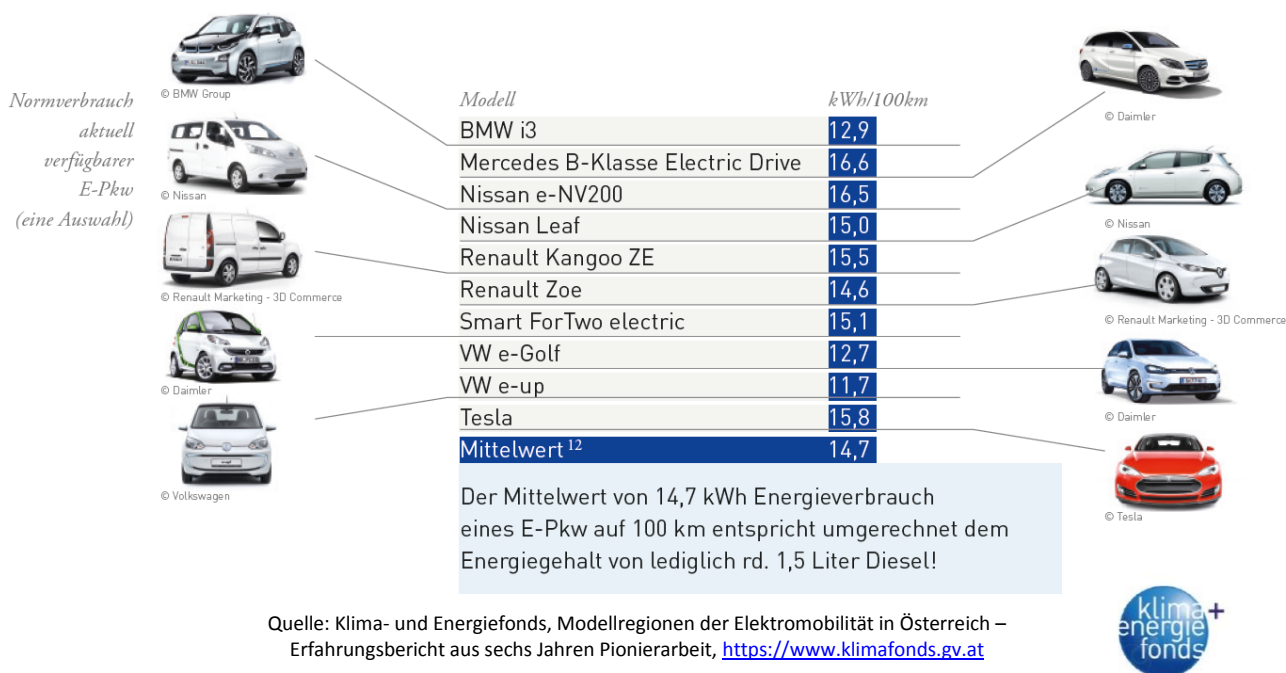 Normverbrauch
aktuell
verfügbarer
E-Pkw
(eine Auswahl)
© BMW Group
© Nissan
© Renault Marketing - 3D Commerce
© Daimler
© Volkswagen
Modell kWh/100km
BMW i3 12,9
Mercedes B-Klasse Electric Drive 16,6
Nissan e-NV200 16,5
Nissan Leaf 15,0
Renault Kangoo ZE 15,5
Renault Zoe 14,6
Smart ForTwo electric 15,1
VW e-Golf 12,7
VW e-up 11,7
Tesla 15,8
Mittelwert 12 14,7
Der Mittelwert von 14,7 kWh Energieverbrauch
eines E-Pkw auf 100 km entspricht umgerechnet dem
Energiegehalt von lediglich rd. 1,5 Liter Diesel!
© Daimler
© Nissan
© Renault Marketing - 3D Commerce
© Daimler
© Tesla
Quelle: Klima- und Energiefonds, Modellregionen der Elektromobilität in Österreich –
Erfahrungsbericht aus sechs Jahren Pionierarbeit, https://www.klimafonds.gv.at
klima+
energie
fonds